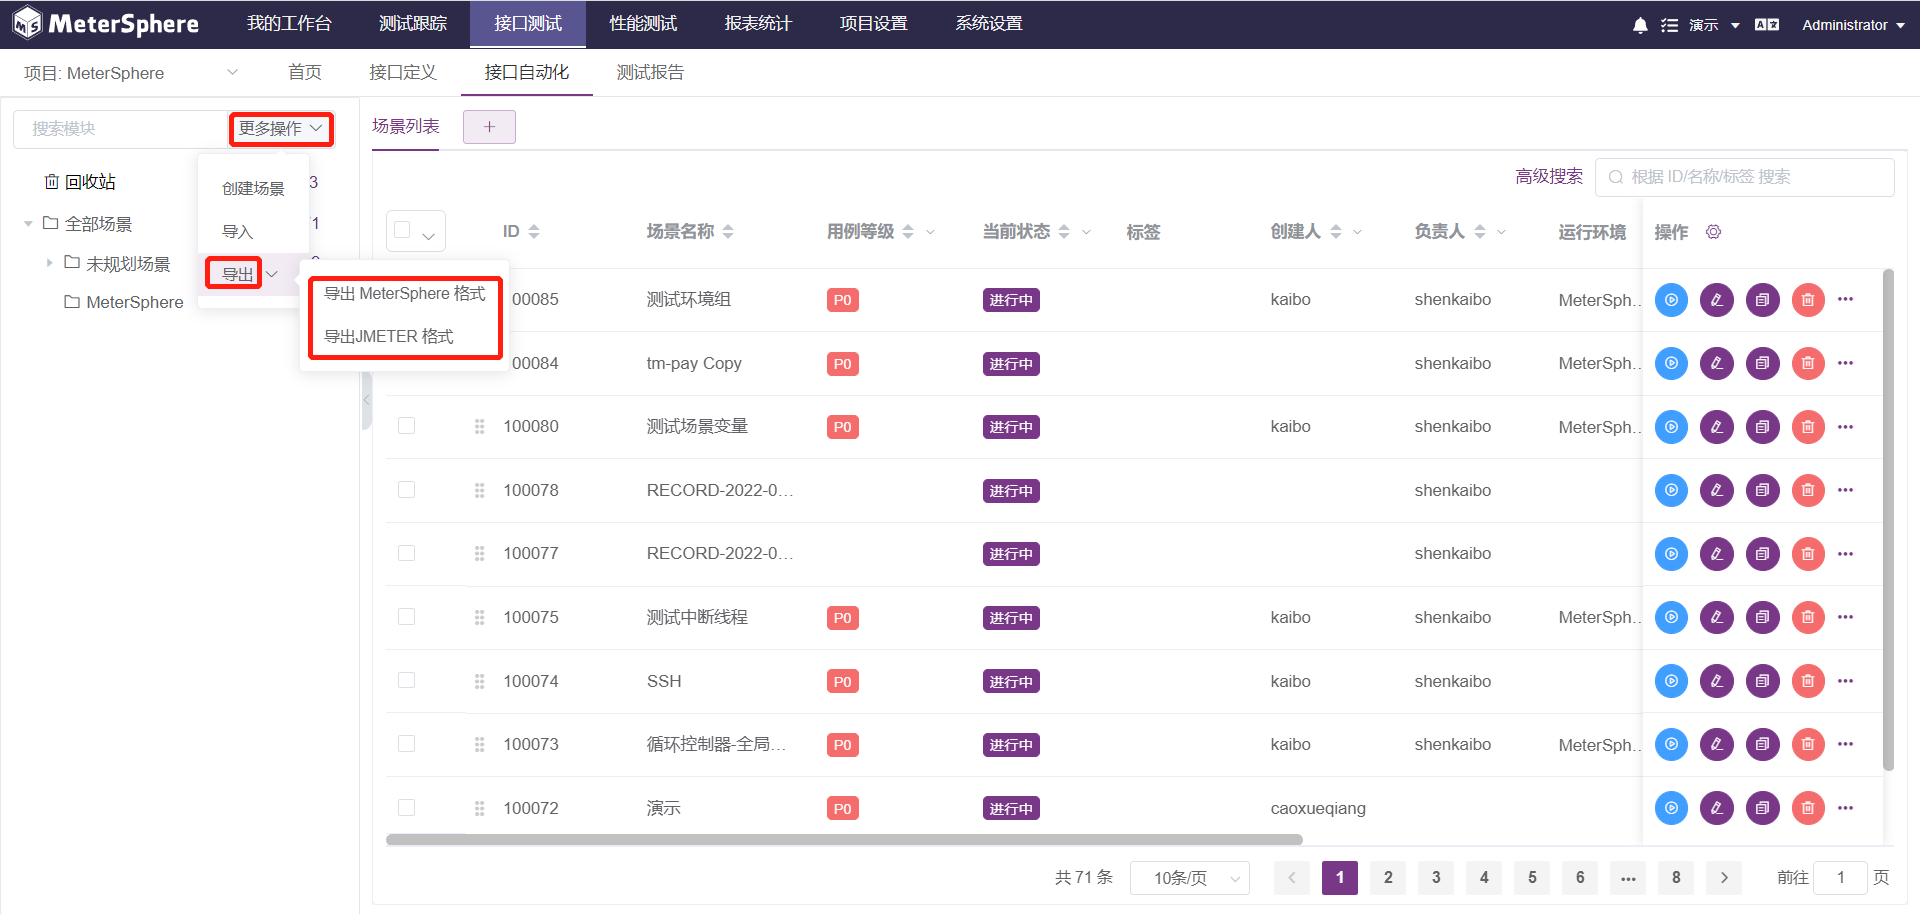 MeterSphere 我的工作台 测试跟踪 接口测试 性能测试 报表统计 项目设置 系统设置 演示 Administrator
项目: MeterSphere 首页 接口定义 接口自动化 测试报告
搜索模块 更多操作
回收站 3
全部场景
未规划场景
MeterSphere
创建场景
导入
导出
导出 MeterSphere 格式
导出JMETER 格式
场景列表 +
高级搜索 根据 ID/名称/标签 搜索
ID 场景名称 用例等级 当前状态 标签 创建人 负责人 运行环境 操作
00085 测试环境组 P0 进行中 kaibo shenkaibo MeterSph...
00084 tm-pay Copy P0 进行中 shenkaibo MeterSph...
100080 测试场景变量 P0 进行中 kaibo shenkaibo MeterSph...
100078 RECORD-2022-0... 进行中 shenkaibo
100077 RECORD-2022-0... 进行中 shenkaibo
100075 测试中断线程 P0 进行中 kaibo shenkaibo MeterSph...
100074 SSH P0 进行中 kaibo shenkaibo
100073 循环控制器-全局... P0 进行中 kaibo shenkaibo MeterSph...
100072 演示 P0 进行中 caoxueqiang
共 71 条 10条/页 1 2 3 4 5 6 ... 8 前往 1 页